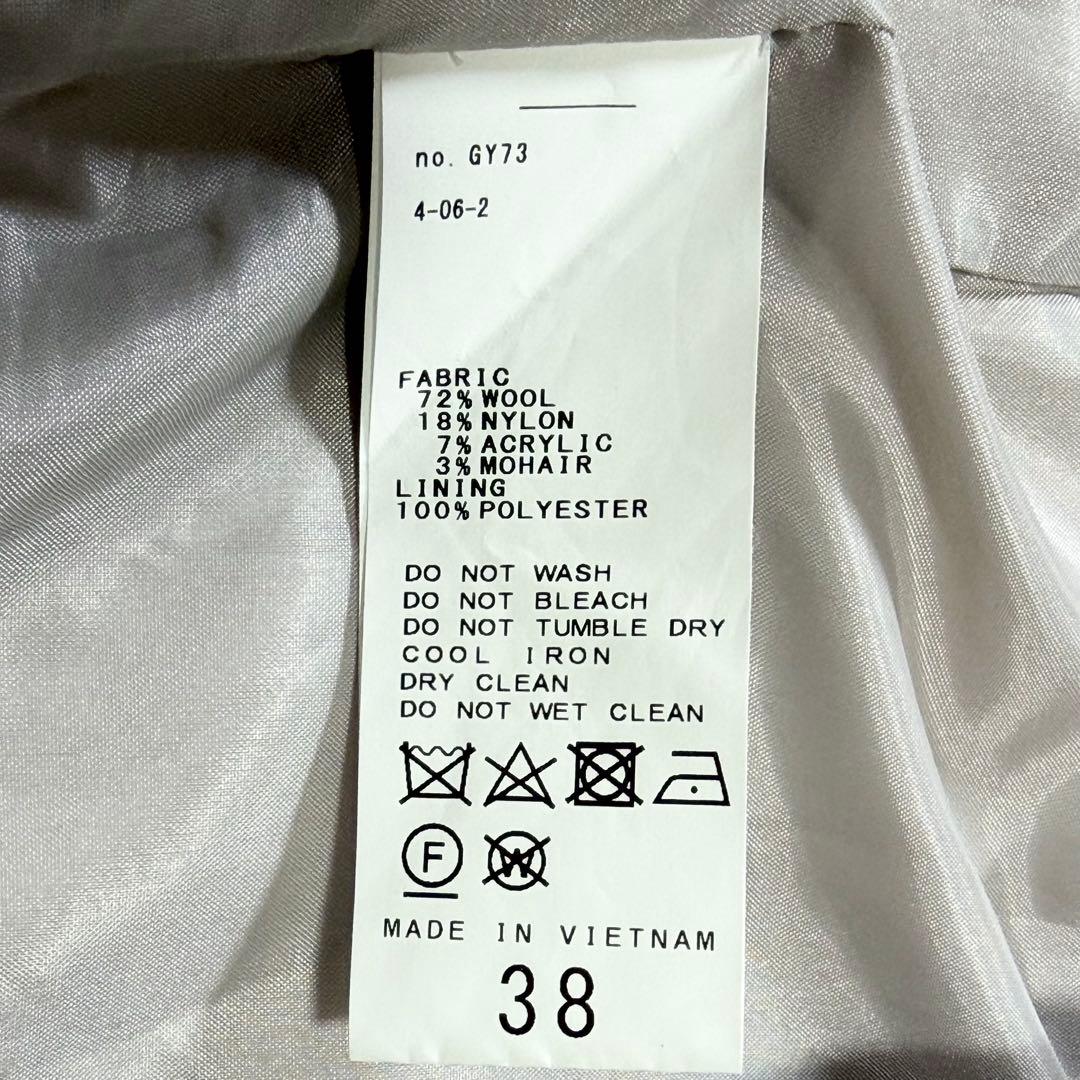 no. GY73
4-06-2
FABRIC
72% WOOL
18% NYLON
7% ACRYLIC
3% MOHAIR
LINING
100% POLYESTER
DO NOT WASH
DO NOT BLEACH
DO NOT TUMBLE DRY
COOL IRON
DRY CLEAN
DO NOT WET CLEAN
F W
MADE IN VIETNAM
38